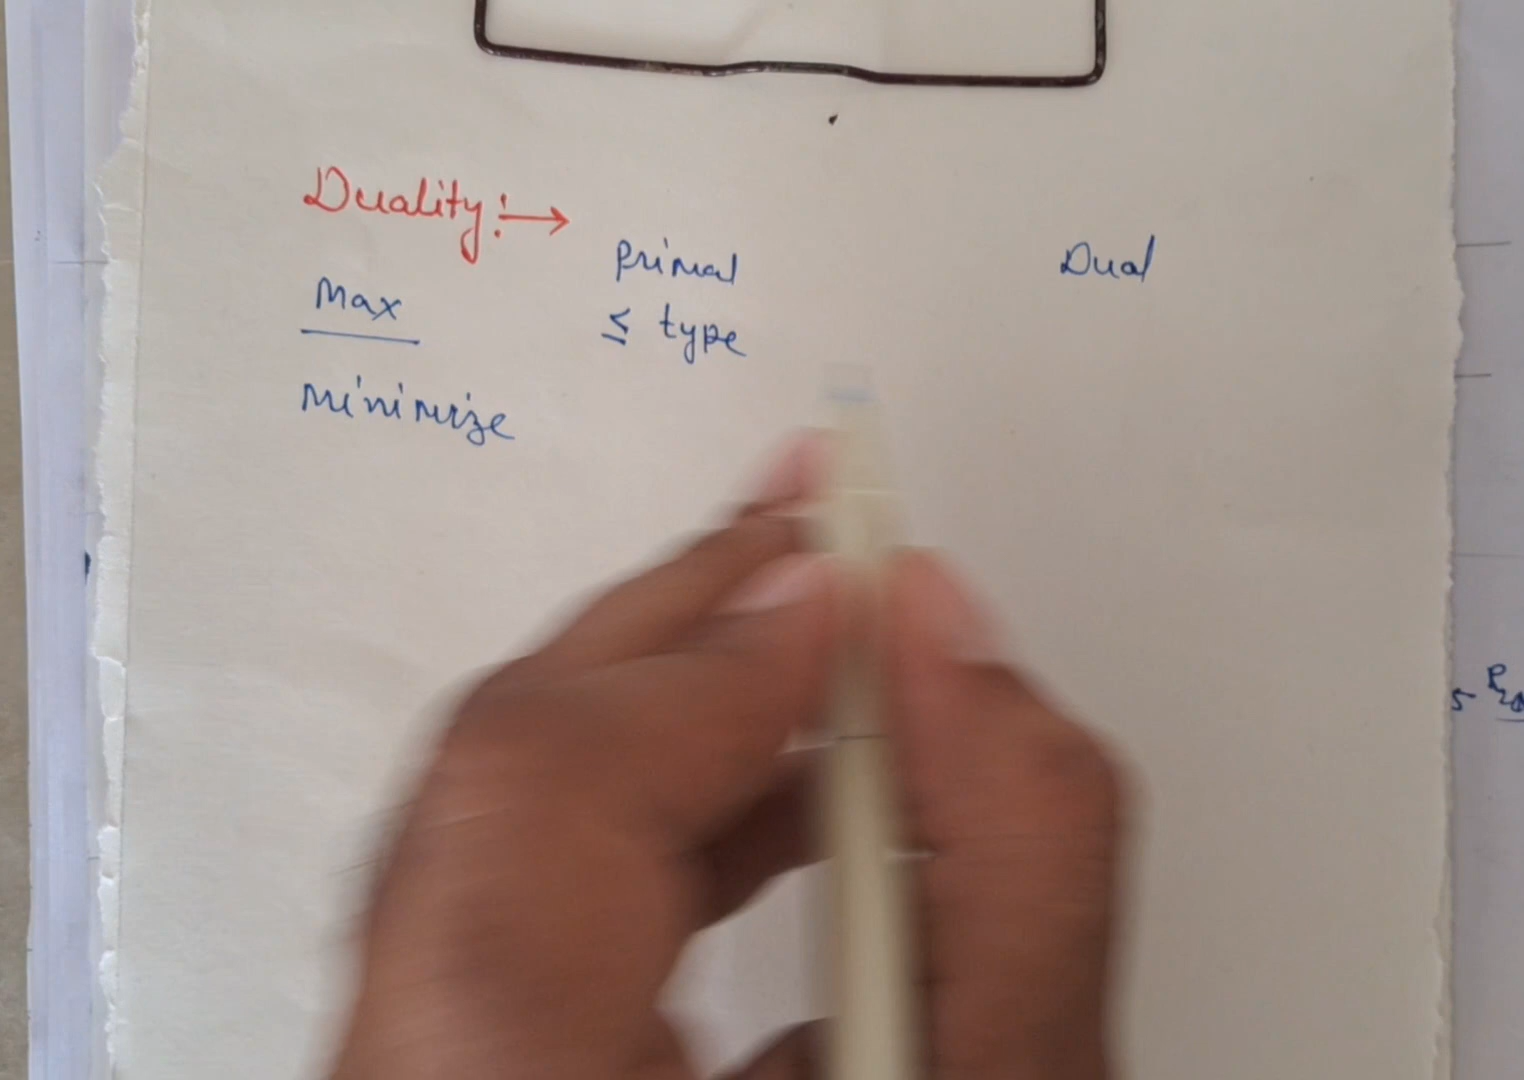 Duality:→
Primal Dual
Max ≤ type
Minimize